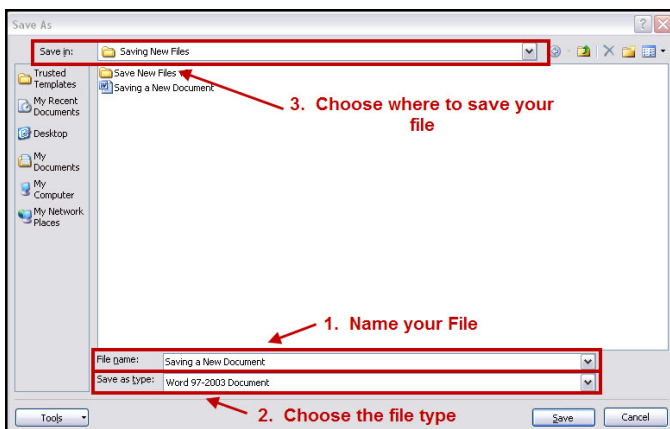 Save As
Save in:
Saving New Files
Trusted
Templates
My Recent
Documents
Desktop
My
Documents
My
Computer
My Network
Places
Save New Files
Saving a New Document
3. Choose where to save your
file
1. Name your File
File name:
Saving a New Document
Save as type:
Word 97-2003 Document
2. Choose the file type
Tools
Save
Cancel